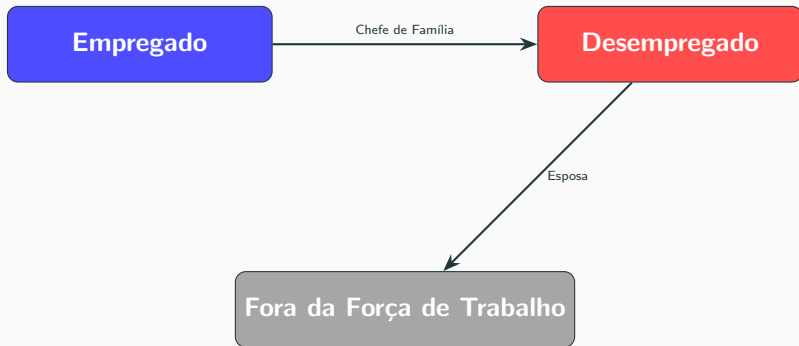 Empregado
Chefe de Família
Desempregado
Esposa
Fora da Força de Trabalho